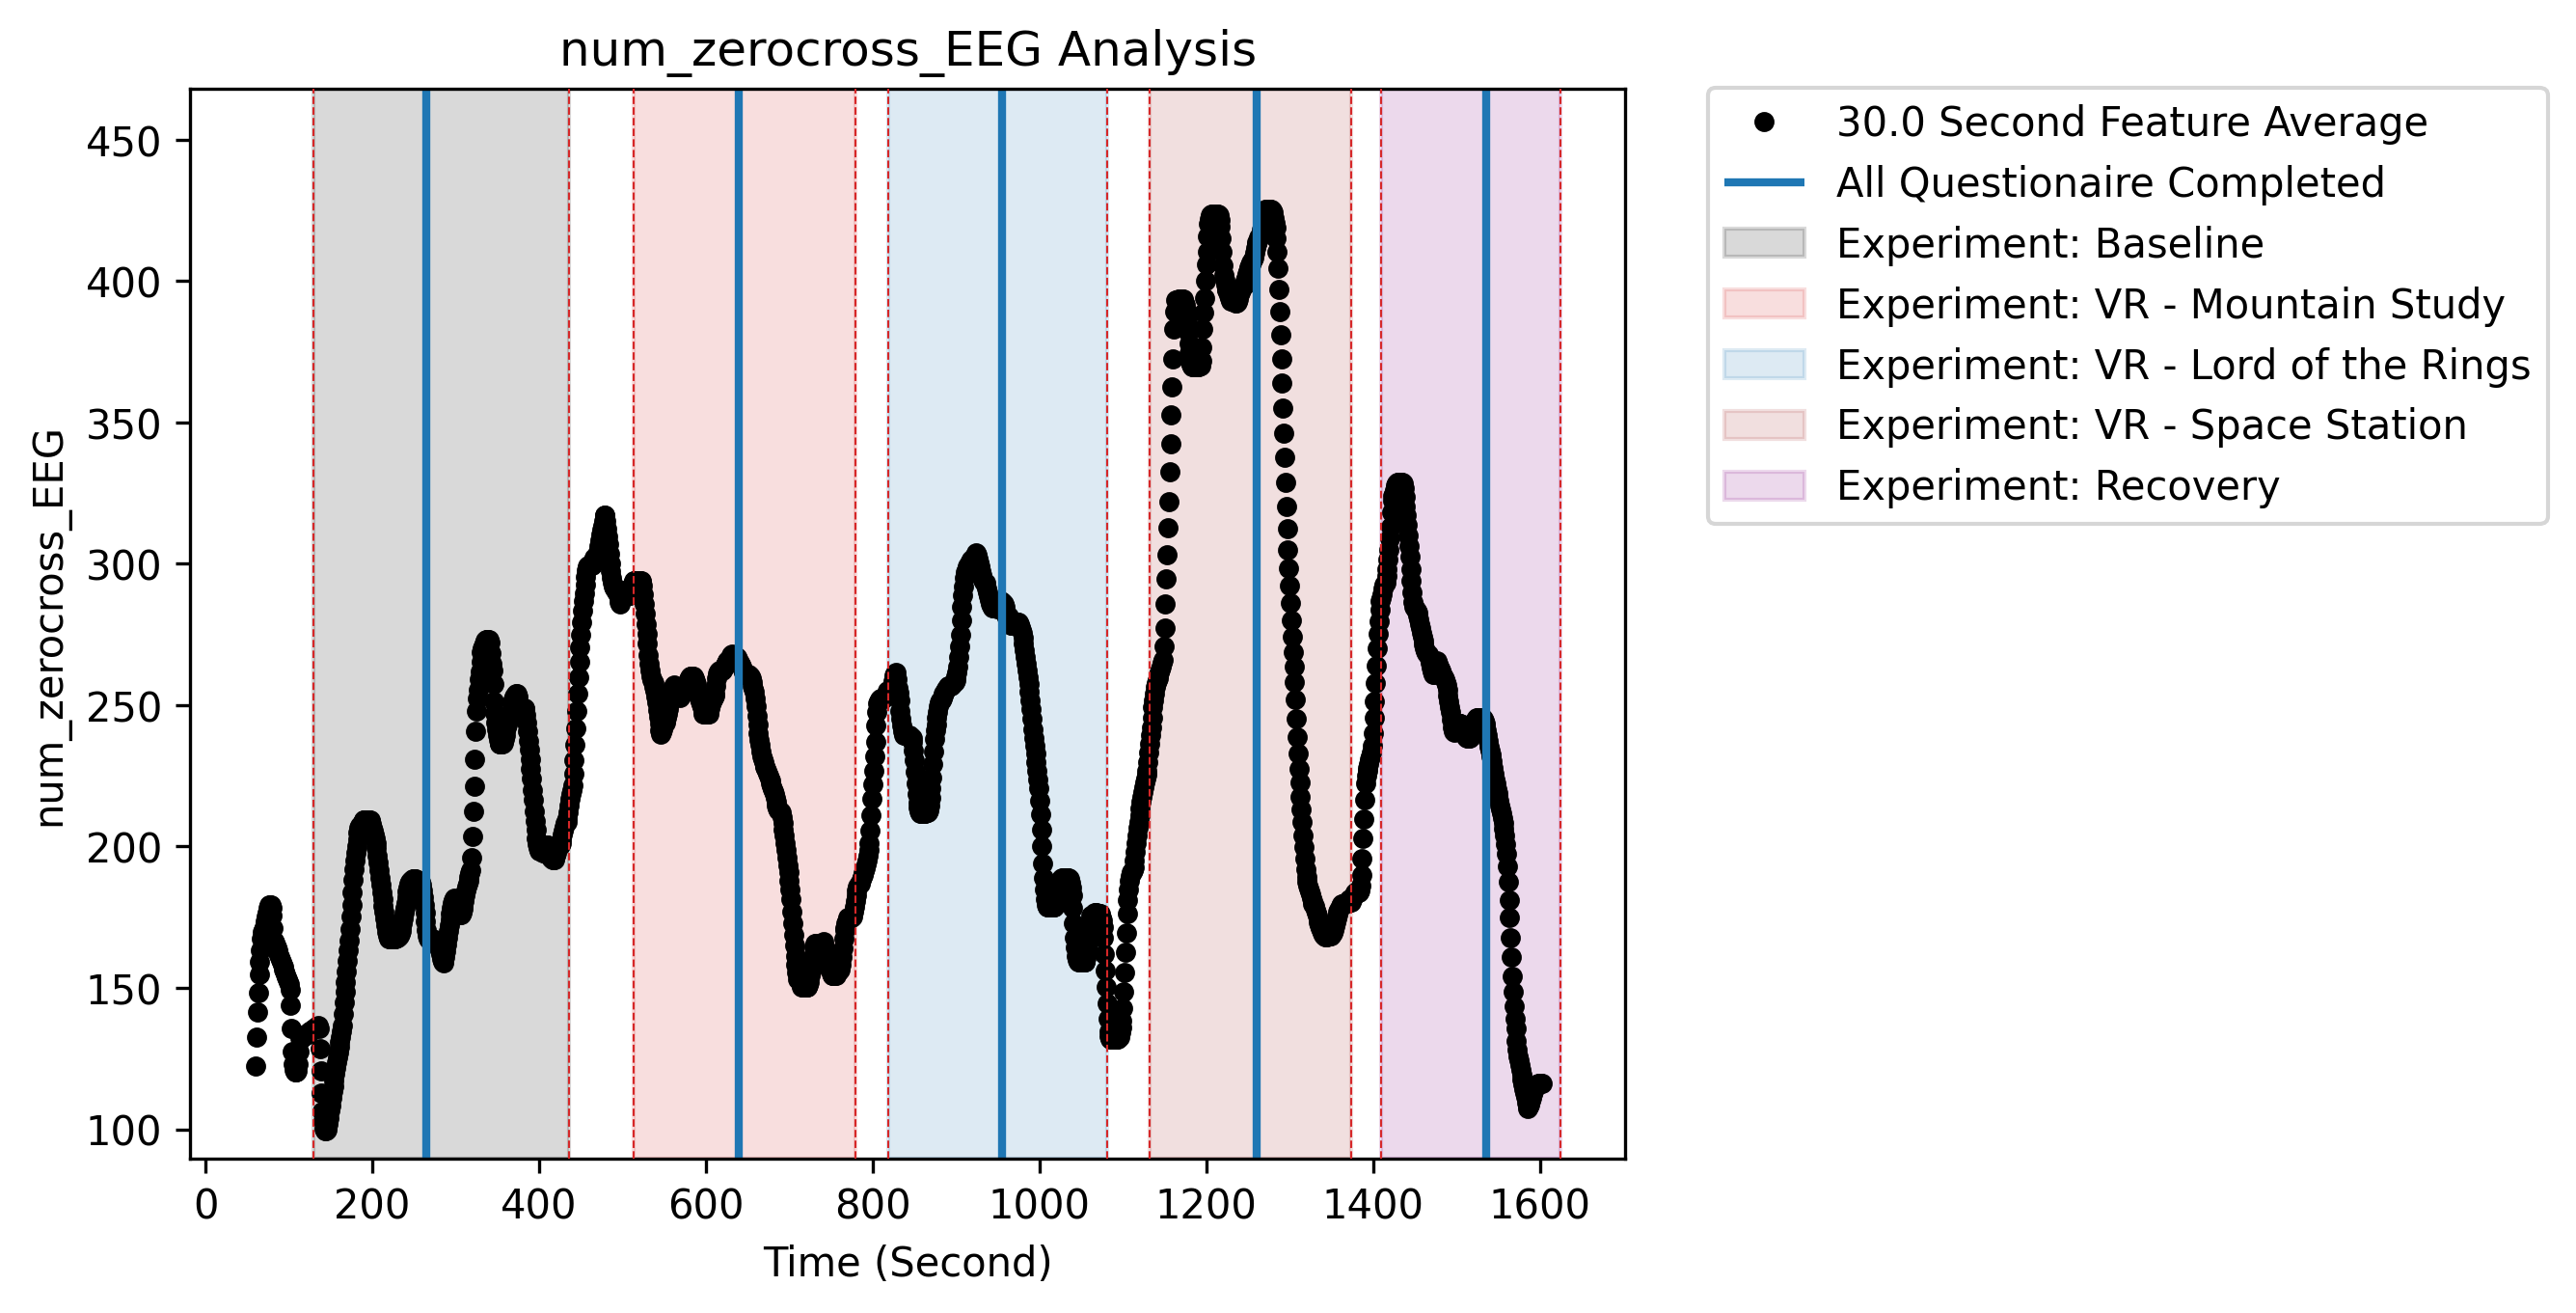 num_zerocross_EEG Analysis
num_zerocross_EEG
450
400
350
300
250
200
150
100
0 200 400 600 800 1000 1200 1400 1600
Time (Second)
30.0 Second Feature Average
All Questionaire Completed
Experiment: Baseline
Experiment: VR - Mountain Study
Experiment: VR - Lord of the Rings
Experiment: VR - Space Station
Experiment: Recovery